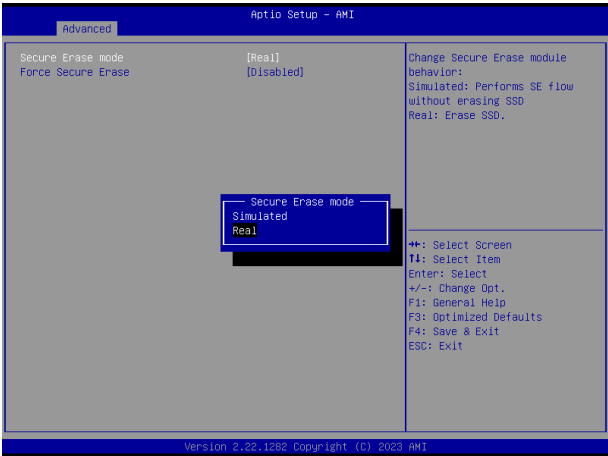 Aptio Setup - AMI
Advanced
Secure Erase mode [Real]
Force Secure Erase [Disabled]
Change Secure Erase module
behavior:
Simulated: Performs SE flow
without erasing SSD
Real: Erase SSD.
Secure Erase mode
Simulated
Real
→←: Select Screen
↑↓: Select Item
Enter: Select
+/-: Change Opt.
F1: General Help
F3: Optimized Defaults
F4: Save & Exit
ESC: Exit
Version 2.22.1282 Copyright (C) 2023 AMI